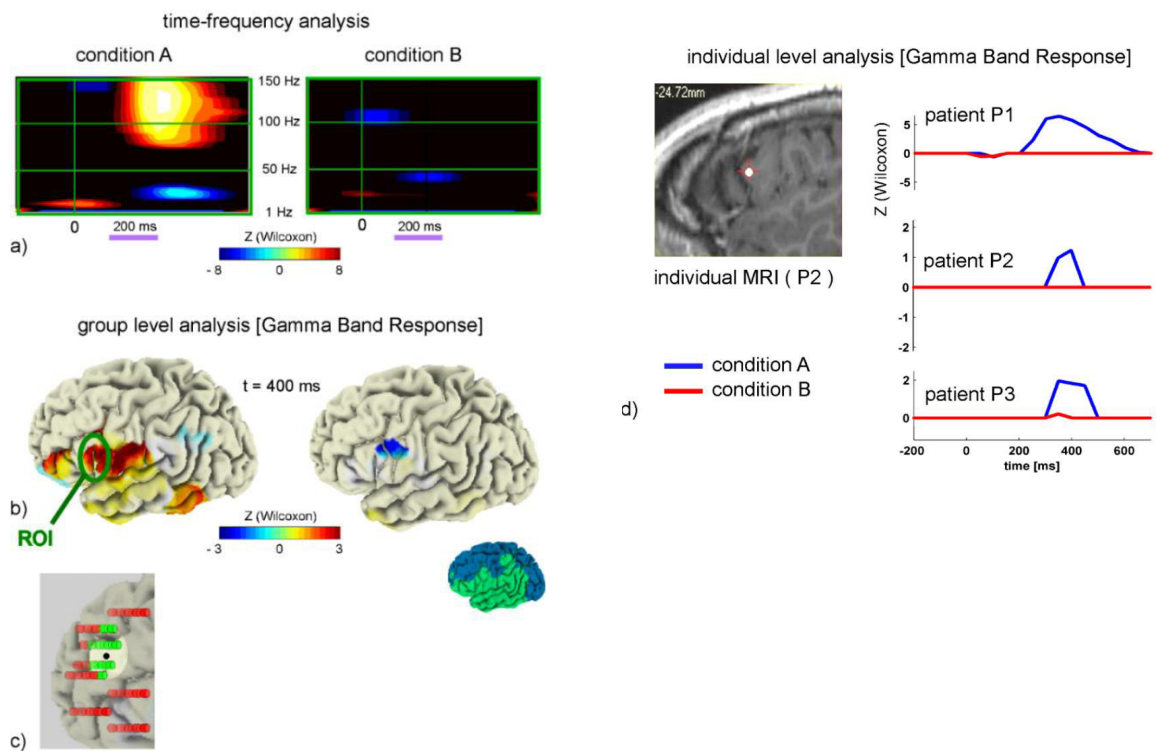 time-frequency analysis
condition A
condition B
150 Hz
100 Hz
50 Hz
1 Hz
0
200 ms
0
200 ms
a)
Z (Wilcoxon)
- 8
0
8
group level analysis [Gamma Band Response]
t = 400 ms
b)
ROI
Z (Wilcoxon)
- 3
0
3
c)
individual level analysis [Gamma Band Response]
-24.72mm
individual MRI ( P2 )
condition A
condition B
d)
patient P1
Z (Wilcoxon)
5
0
-5
patient P2
2
1
0
-1
-2
patient P3
2
0
-200
0
200
400
600
time [ms]